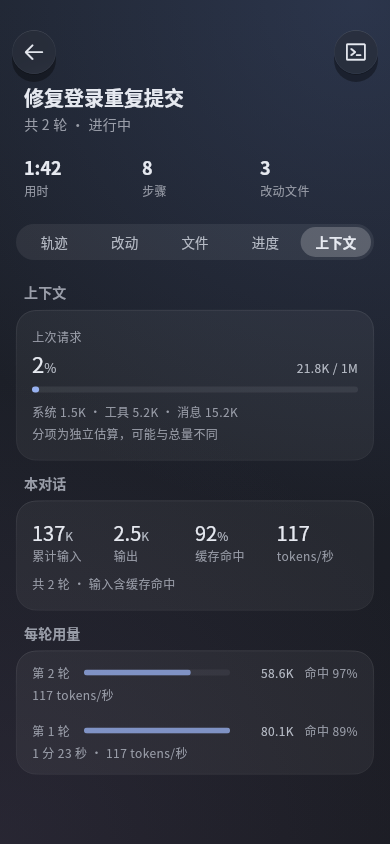 修复登录重复提交
共 2 轮 · 进行中
1:42 8 3
用时 步骤 改动文件
轨迹 改动 文件 进度 上下文
上下文
上次请求
2% 21.8K / 1M
系统 1.5K · 工具 5.2K · 消息 15.2K
分项为独立估算，可能与总量不同
本对话
137K 2.5K 92% 117
累计输入 输出 缓存命中 tokens/秒
共 2 轮 · 输入含缓存命中
每轮用量
第 2 轮 58.6K 命中 97%
117 tokens/秒
第 1 轮 80.1K 命中 89%
1 分 23 秒 · 117 tokens/秒